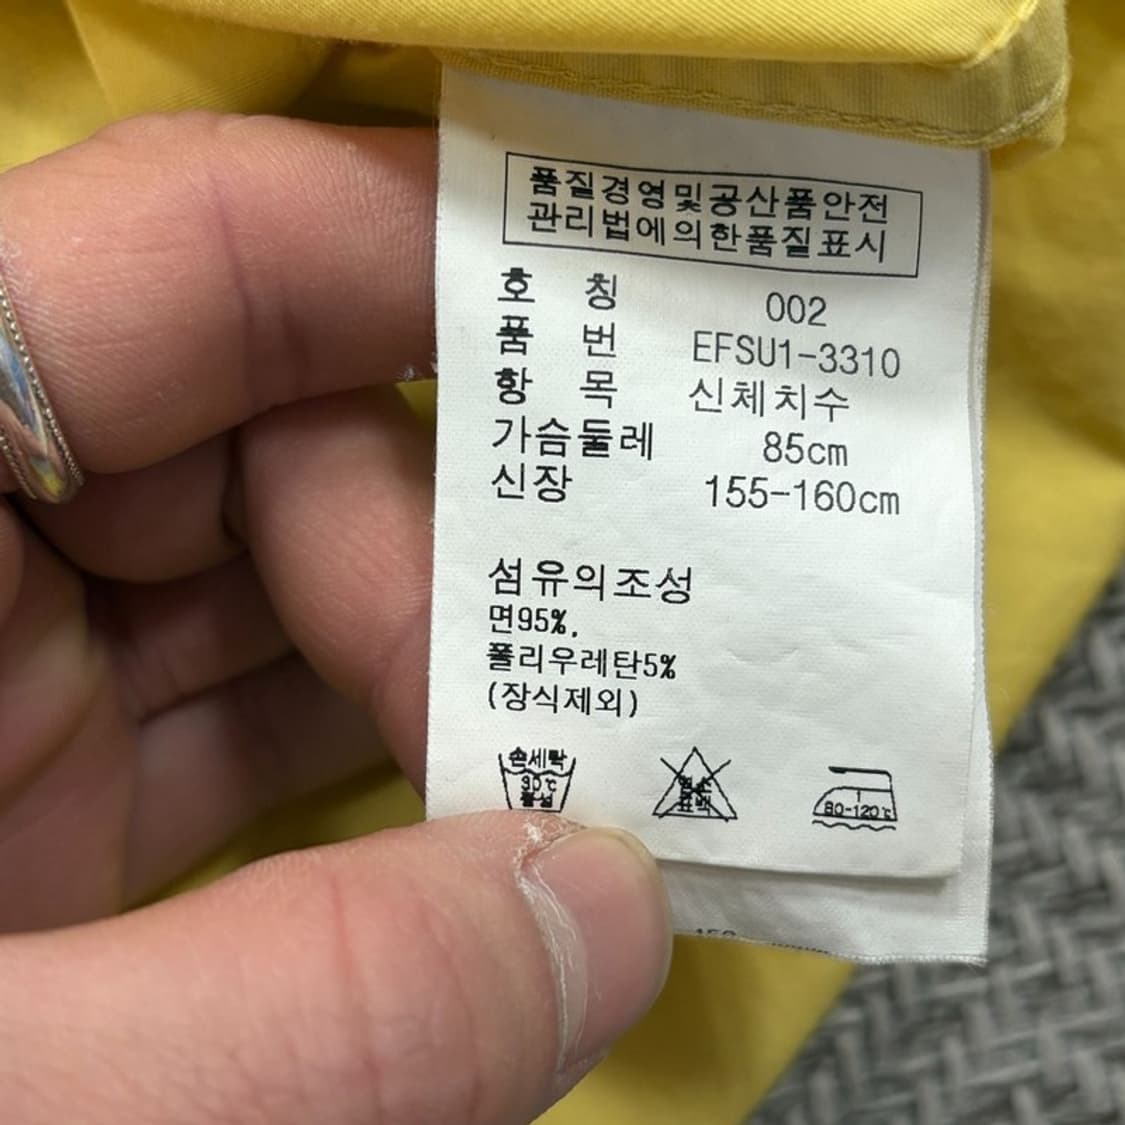 품질경영및공산품안전
관리법에의한품질표시
호 칭 002
품 번 EFSU1-3310
항 목 신체치수
가슴둘레 85cm
신장 155-160cm
섬유의조성
면95%.
폴리우레탄5%
(장식제외)
손세탁
30℃
중성
80-120℃